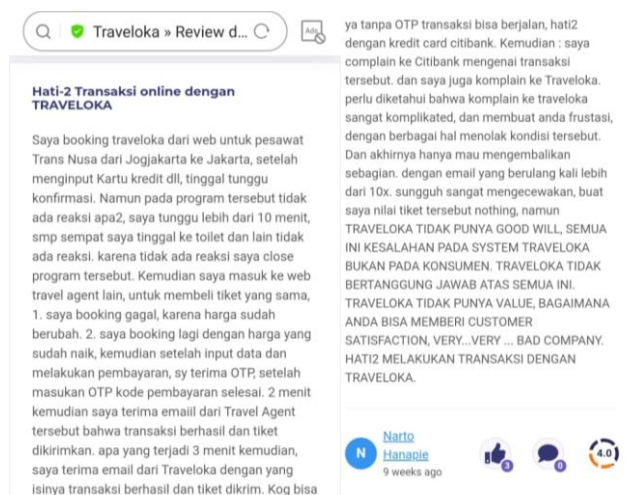 Traveloka » Review d...
Ads
Hati-2 Transaksi online dengan
TRAVELOKA
Saya booking traveloka dari web untuk pesawat
Trans Nusa dari Jogjakarta ke Jakarta, setelah
menginput Kartu kredit dll, tinggal tunggu
konfirmasi. Namun pada program tersebut tidak
ada reaksi apa2, saya tunggu lebih dari 10 menit,
smp sempat saya tinggal ke toilet dan lain tidak
ada reaksi. karena tidak ada reaksi saya close
program tersebut. Kemudian saya masuk ke web
travel agent lain, untuk membeli tiket yang sama,
1. saya booking gagal, karena harga sudah
berubah. 2. saya booking lagi dengan harga yang
sudah naik, kemudian setelah input data dan
melakukan pembayaran, sy terima OTP, setelah
masukan OTP kode pembayaran selesai. 2 menit
kemudian saya terima emaiil dari Travel Agent
tersebut bahwa transaksi berhasil dan tiket
dikirimkan. apa yang terjadi 3 menit kemudian,
saya terima email dari Traveloka dengan yang
isinya transaksi berhasil dan tiket dikrim. Kog bisa
ya tanpa OTP transaksi bisa berjalan, hati2
dengan kredit card citibank. Kemudian : saya
complain ke Citibank mengenai transaksi
tersebut. dan saya juga komplain ke Traveloka.
perlu diketahui bahwa komplain ke traveloka
sangat komplikated, dan membuat anda frustasi,
dengan berbagai hal menolak kondisi tersebut.
Dan akhirnya hanya mau mengembalikan
sebagian. dengan email yang berulang kali lebih
dari 10x. sungguh sangat mengecewakan, buat
saya nilai tiket tersebut nothing, namun
TRAVELOKA TIDAK PUNYA GOOD WILL, SEMUA
INI KESALAHAN PADA SYSTEM TRAVELOKA
BUKAN PADA KONSUMEN. TRAVELOKA TIDAK
BERTANGGUNG JAWAB ATAS SEMUA INI.
TRAVELOKA TIDAK PUNYA VALUE, BAGAIMANA
ANDA BISA MEMBERI CUSTOMER
SATISFACTION, VERY...VERY ... BAD COMPANY.
HATI2 MELAKUKAN TRANSAKSI DENGAN
TRAVELOKA.
N
Narto
Hanapie
9 weeks ago
3
0
4.0